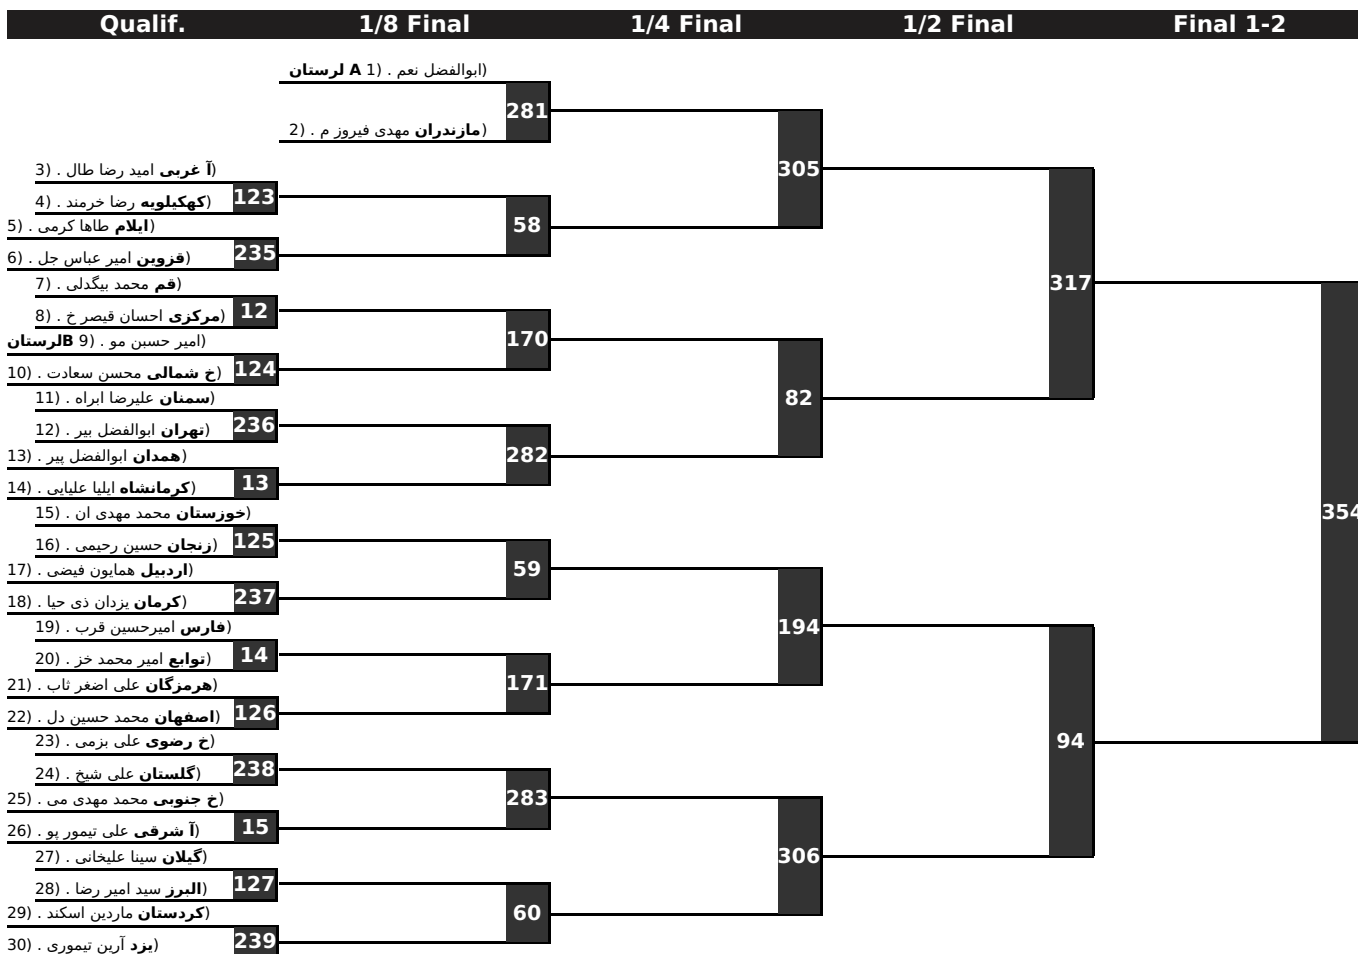 Qualif. 1/8 Final 1/4 Final 1/2 Final Final 1-2
ابوالفضل نعم . (1 A لرستان)
281
2) . مهدی فیروز م مازندران)
305
3) . امید رضا طال آ غربی)
4) . رضا خرمند کهکیلویه)
123
5) . طاها کرمی ایلام)
58
6) . امیر عباس جل قزوین)
235
7) . محمد بیگدلی قم)
317
8) . احسان قیصر خ مرکزی)
12
امیر حسبن مو . (9 Bلرستان)
170
10) . محسن سعادت خ شمالی)
124
11) . علیرضا ابراه سمنان)
82
12) . ابوالفضل بیر تهران)
236
13) . ابوالفضل پیر همدان)
282
14) . ایلیا علیایی کرمانشاه)
13
15) . محمد مهدی ان خوزستان)
354
16) . حسین رحیمی زنجان)
125
17) . همایون فیضی اردبیل)
59
18) . یزدان ذی حیا کرمان)
237
19) . امیرحسین قرب فارس)
194
20) . امیر محمد خز توابع)
14
21) . علی اضغر ثاب هرمزگان)
171
22) . محمد حسین دل اصفهان)
126
23) . علی بزمی خ رضوی)
94
24) . علی شیخ گلستان)
238
25) . محمد مهدی می خ جنوبی)
283
26) . علی تیمور پو آ شرقی)
15
27) . سینا علیخانی گیلان)
306
28) . سید امیر رضا البرز)
127
29) . ماردین اسکند کردستان)
60
30) . آرین تیموری یزد)
239